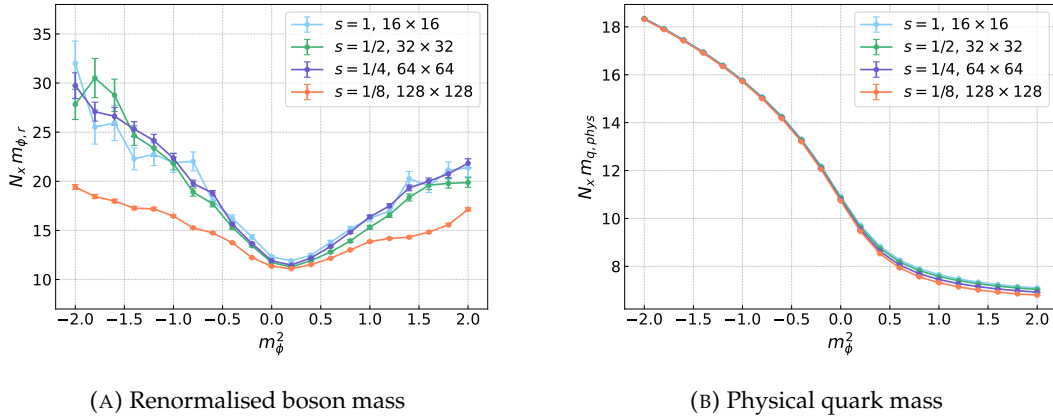 35
30
25
20
15
10
N_x m_{ϕ,r}
−2.0 −1.5 −1.0 −0.5 0.0 0.5 1.0 1.5 2.0
m_ϕ^2
s = 1, 16 × 16
s = 1/2, 32 × 32
s = 1/4, 64 × 64
s = 1/8, 128 × 128
(A) Renormalised boson mass
18
16
14
12
10
8
N_x m_{q,phys}
−2.0 −1.5 −1.0 −0.5 0.0 0.5 1.0 1.5 2.0
m_ϕ^2
s = 1, 16 × 16
s = 1/2, 32 × 32
s = 1/4, 64 × 64
s = 1/8, 128 × 128
(B) Physical quark mass